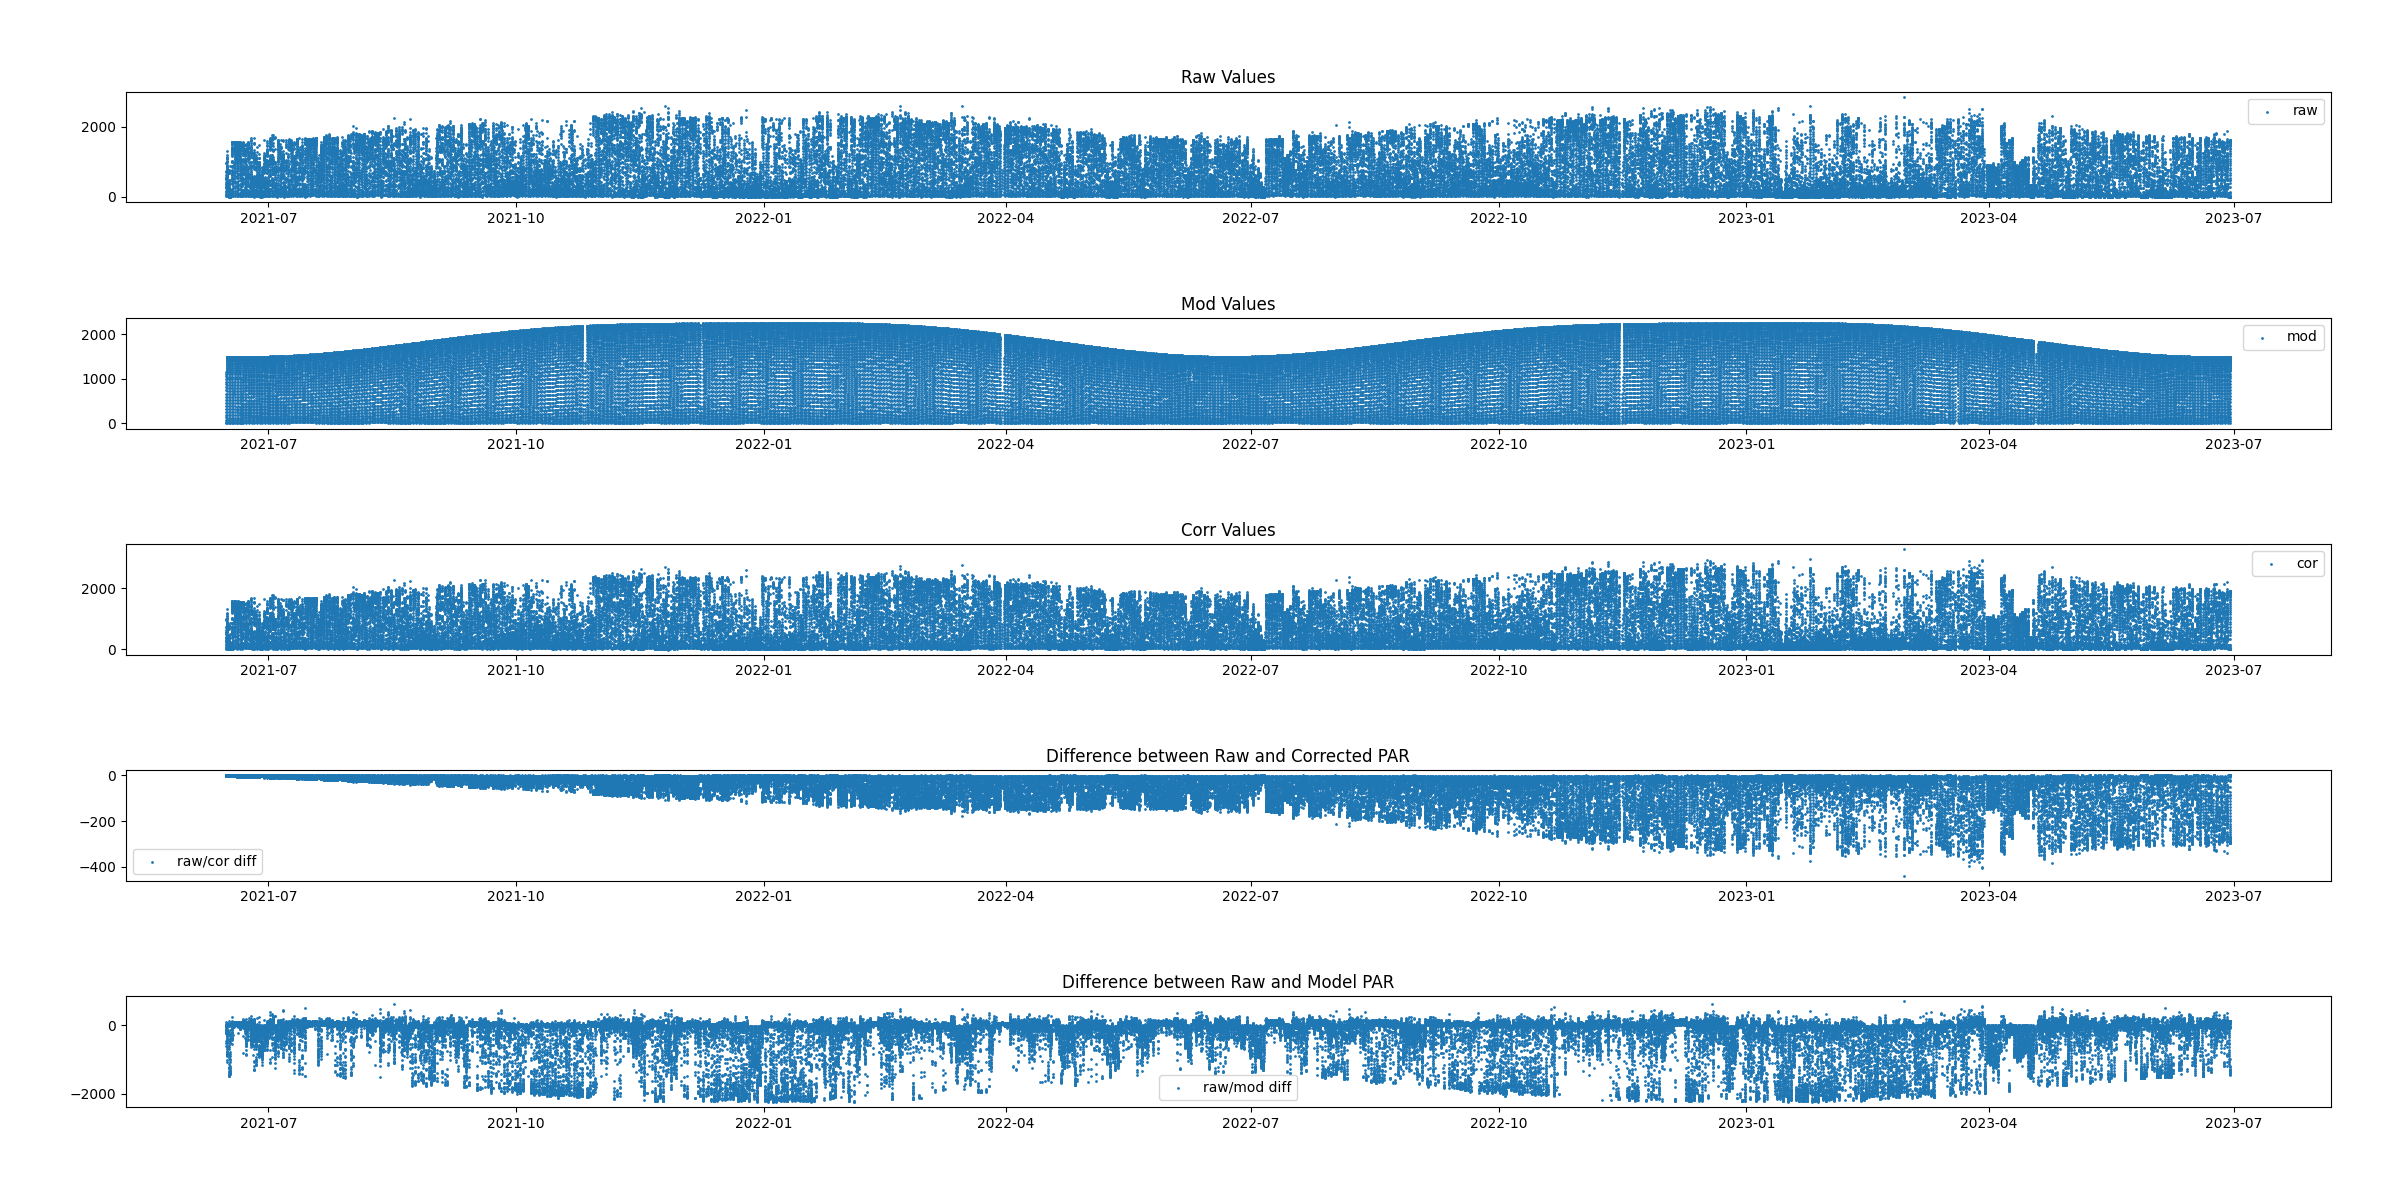 Raw Values
raw
2000
0
2021-07 2021-10 2022-01 2022-04 2022-07 2022-10 2023-01 2023-04 2023-07
Mod Values
mod
2000
1000
0
2021-07 2021-10 2022-01 2022-04 2022-07 2022-10 2023-01 2023-04 2023-07
Corr Values
cor
2000
0
2021-07 2021-10 2022-01 2022-04 2022-07 2022-10 2023-01 2023-04 2023-07
Difference between Raw and Corrected PAR
0
−200
−400
raw/cor diff
2021-07 2021-10 2022-01 2022-04 2022-07 2022-10 2023-01 2023-04 2023-07
Difference between Raw and Model PAR
0
−2000
raw/mod diff
2021-07 2021-10 2022-01 2022-04 2022-07 2022-10 2023-01 2023-04 2023-07